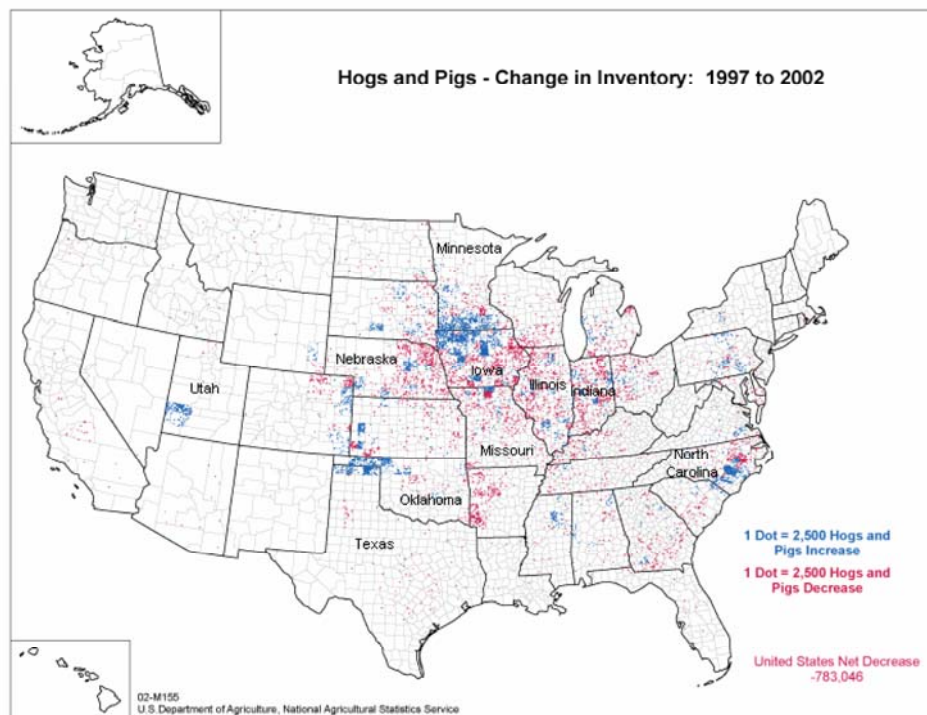 Hogs and Pigs - Change in Inventory: 1997 to 2002
Minnesota
Nebraska
Iowa
Utah
Illinois
Indiana
Missouri
North
Carolina
Oklahoma
Texas
1 Dot = 2,500 Hogs and
Pigs Increase
1 Dot = 2,500 Hogs and
Pigs Decrease
United States Net Decrease
-783,046
02-M155
U.S.Department of Agriculture, National Agricultural Statistics Service